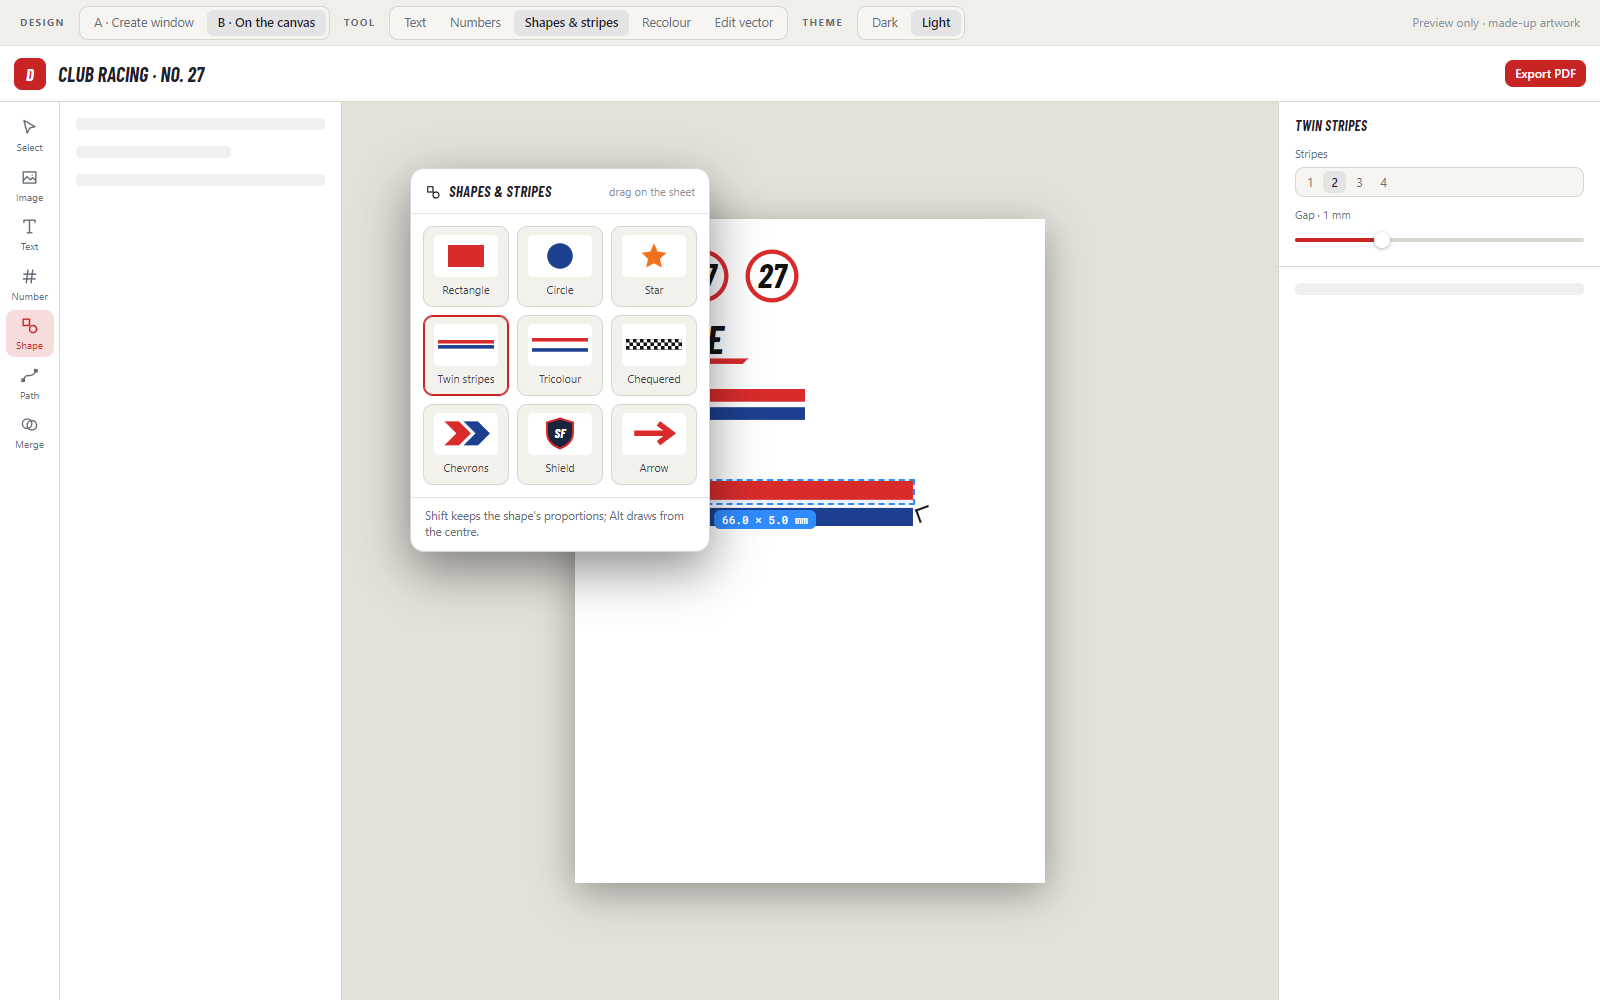 DESIGN A · Create window B · On the canvas TOOL Text Numbers Shapes & stripes Recolour Edit vector THEME Dark Light Preview only · made-up artwork
D CLUB RACING · NO. 27 Export PDF
Select
Image
Text
Number
Shape
Path
Merge
SHAPES & STRIPES drag on the sheet
Rectangle Circle Star
Twin stripes Tricolour Chequered
SF
Chevrons Shield Arrow
Shift keeps the shape's proportions; Alt draws from
the centre.
7 27
E
66.0 × 5.0 mm
TWIN STRIPES
Stripes
1 2 3 4
Gap · 1 mm